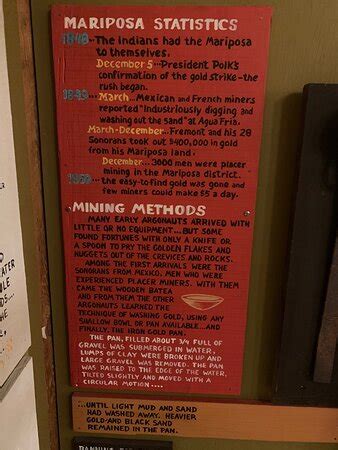 MARIPOSA STATISTICS
1848--The Indians had the Mariposa
to themselves.
December 5...President Polk's
confirmation of the gold strike-the
rush began.
1849--March...Mexican and French miners
reported "industriously digging and
washing out the sand" at Agua Fria.
March-December...Fremont and his 28
Sonorans took out $400,000 in gold
from his Mariposa land.
December...3000 men were placer
mining in the Mariposa district.
1850--the easy-to-find gold was gone and
few miners could make $5 a day.
MINING METHODS
MANY EARLY ARGONAUTS ARRIVED WITH
LITTLE OR NO EQUIPMENT...BUT SOME
FOUND FORTUNES WITH ONLY A KNIFE OR
A SPOON TO PRY THE GOLDEN FLAKES AND
NUGGETS OUT OF THE CREVICES AND ROCKS.
AMONG THE FIRST ARRIVALS WERE THE
SONORANS FROM MEXICO. MEN WHO WERE
EXPERIENCED PLACER MINERS. WITH THEM
CAME THE WOODEN BATEA
AND FROM THEM THE OTHER
ARGONAUTS LEARNED THE
TECHNIQUE OF WASHING GOLD, USING ANY
SHALLOW BOWL OR PAN AVAILABLE...AND
FINALLY, THE IRON GOLD PAN.
THE PAN, FILLED ABOUT 3/4 FULL OF
GRAVEL WAS SUBMERGED IN WATER,
LUMPS OF CLAY WERE BROKEN UP AND
LARGE GRAVEL WAS REMOVED. THE PAN
WAS RAISED TO THE EDGE OF THE WATER,
TILTED SLIGHTLY AND MOVED WITH A
CIRCULAR MOTION....
...UNTIL LIGHT MUD AND SAND
HAD WASHED AWAY. HEAVIER
GOLD-AND BLACK SAND
REMAINED IN THE PAN.